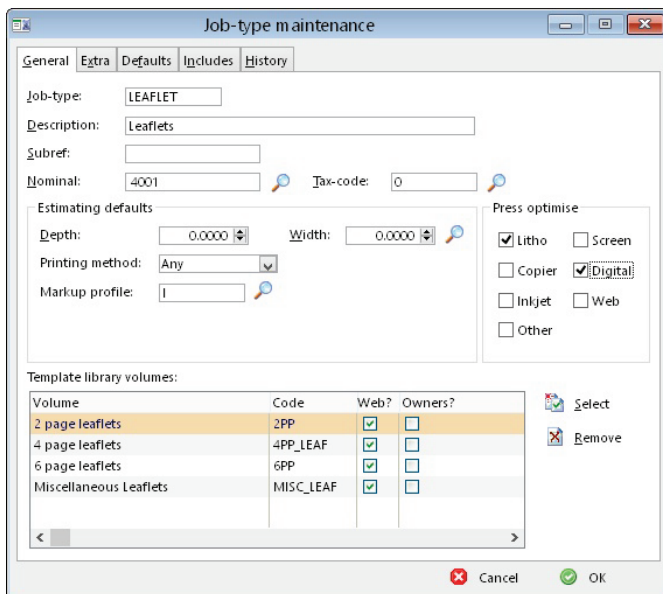 Job-type maintenance
General Extra Defaults Includes History
Job-type: LEAFLET
Description: Leaflets
Subref:
Nominal: 4001 Tax-code: 0
Estimating defaults
Depth: 0.0000 Width: 0.0000
Printing method: Any
Markup profile: I
Press optimise
Litho Screen
Copier Digital
Inkjet Web
Other
Template library volumes:
Volume Code Web? Owners?
2 page leaflets 2PP
4 page leaflets 4PP_LEAF
6 page leaflets 6PP
Miscellaneous Leaflets MISC_LEAF
Select
Remove
Cancel OK